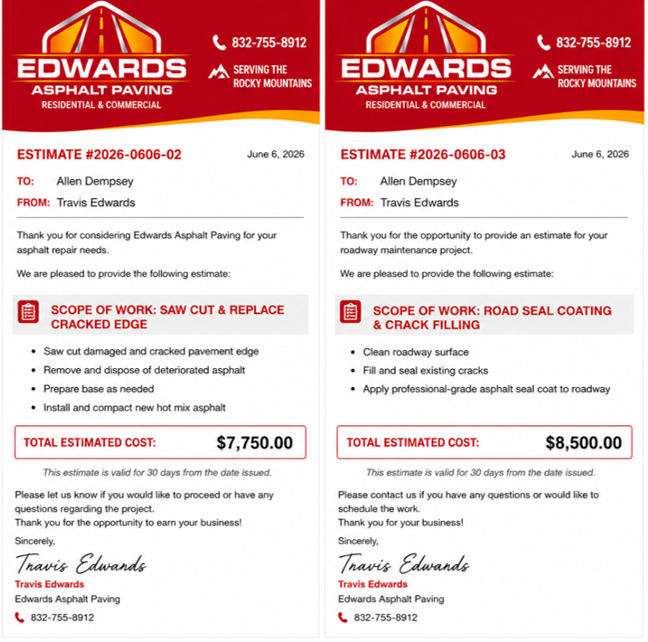 EDWARDS
ASPHALT PAVING
RESIDENTIAL & COMMERCIAL
832-755-8912
SERVING THE
ROCKY MOUNTAINS
ESTIMATE #2026-0606-02
June 6, 2026
TO: Allen Dempsey
FROM: Travis Edwards
Thank you for considering Edwards Asphalt Paving for your
asphalt repair needs.
We are pleased to provide the following estimate:
SCOPE OF WORK: SAW CUT & REPLACE
CRACKED EDGE
• Saw cut damaged and cracked pavement edge
• Remove and dispose of deteriorated asphalt
• Prepare base as needed
• Install and compact new hot mix asphalt
TOTAL ESTIMATED COST: $7,750.00
This estimate is valid for 30 days from the date issued.
Please let us know if you would like to proceed or have any
questions regarding the project.
Thank you for the opportunity to earn your business!
Sincerely,
Travis Edwards
Travis Edwards
Edwards Asphalt Paving
832-755-8912
EDWARDS
ASPHALT PAVING
RESIDENTIAL & COMMERCIAL
832-755-8912
SERVING THE
ROCKY MOUNTAINS
ESTIMATE #2026-0606-03
June 6, 2026
TO: Allen Dempsey
FROM: Travis Edwards
Thank you for the opportunity to provide an estimate for your
roadway maintenance project.
We are pleased to provide the following estimate:
SCOPE OF WORK: ROAD SEAL COATING
& CRACK FILLING
• Clean roadway surface
• Fill and seal existing cracks
• Apply professional-grade asphalt seal coat to roadway
TOTAL ESTIMATED COST: $8,500.00
This estimate is valid for 30 days from the date issued.
Please contact us if you have any questions or would like to
schedule the work.
Thank you for your business!
Sincerely,
Travis Edwards
Travis Edwards
Edwards Asphalt Paving
832-755-8912